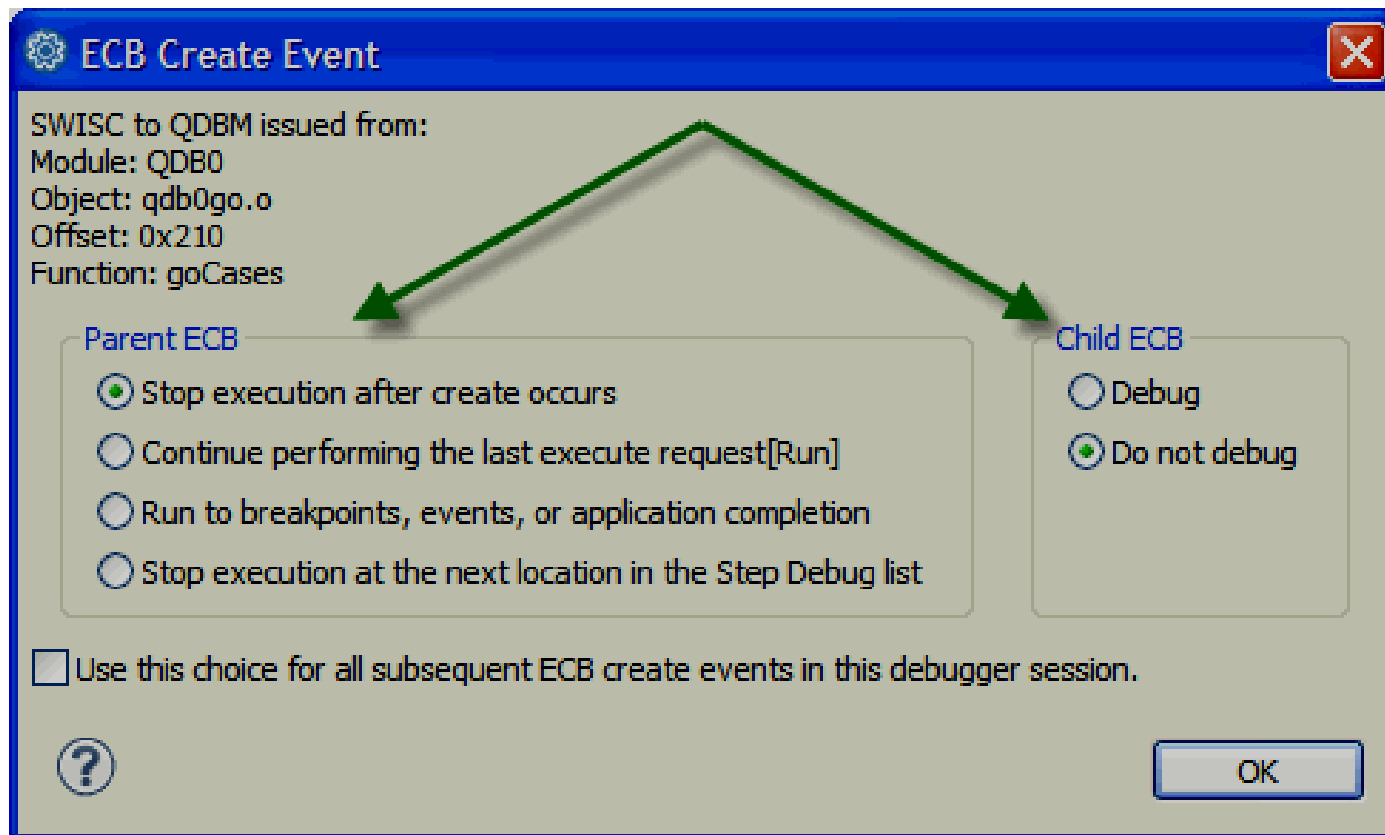 ECB Create Event
SWISC to QDBM issued from:
Module: QDB0
Object: qdb0go.o
Offset: 0x210
Function: goCases
Parent ECB
Stop execution after create occurs
Continue performing the last execute request[Run]
Run to breakpoints, events, or application completion
Stop execution at the next location in the Step Debug list
Child ECB
Debug
Do not debug
Use this choice for all subsequent ECB create events in this debugger session.
?
OK